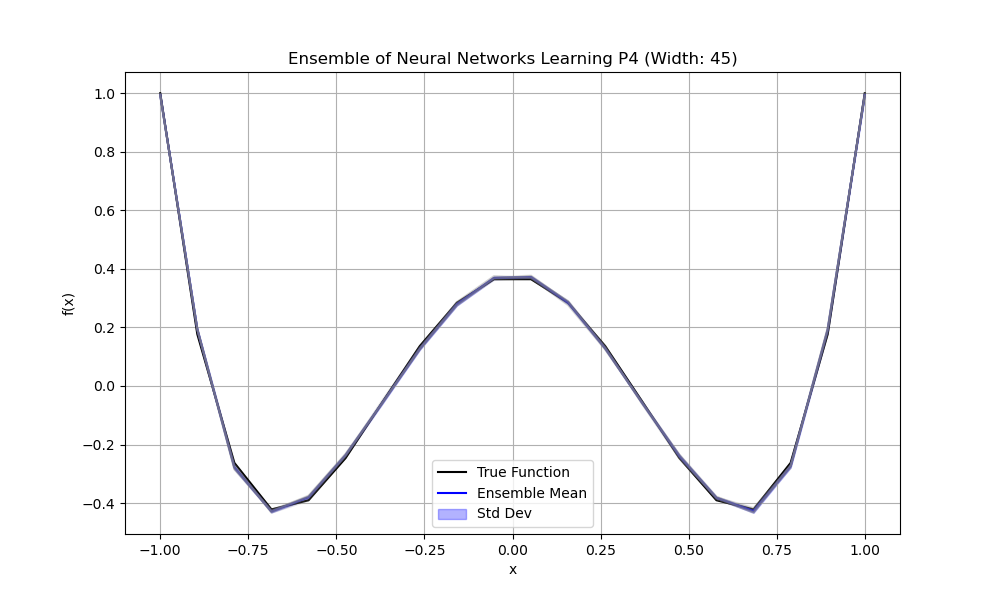 Ensemble of Neural Networks Learning P4 (Width: 45)
f(x)
1.0
0.8
0.6
0.4
0.2
0.0
−0.2
−0.4
True Function
Ensemble Mean
Std Dev
−1.00 −0.75 −0.50 −0.25 0.00 0.25 0.50 0.75 1.00
x